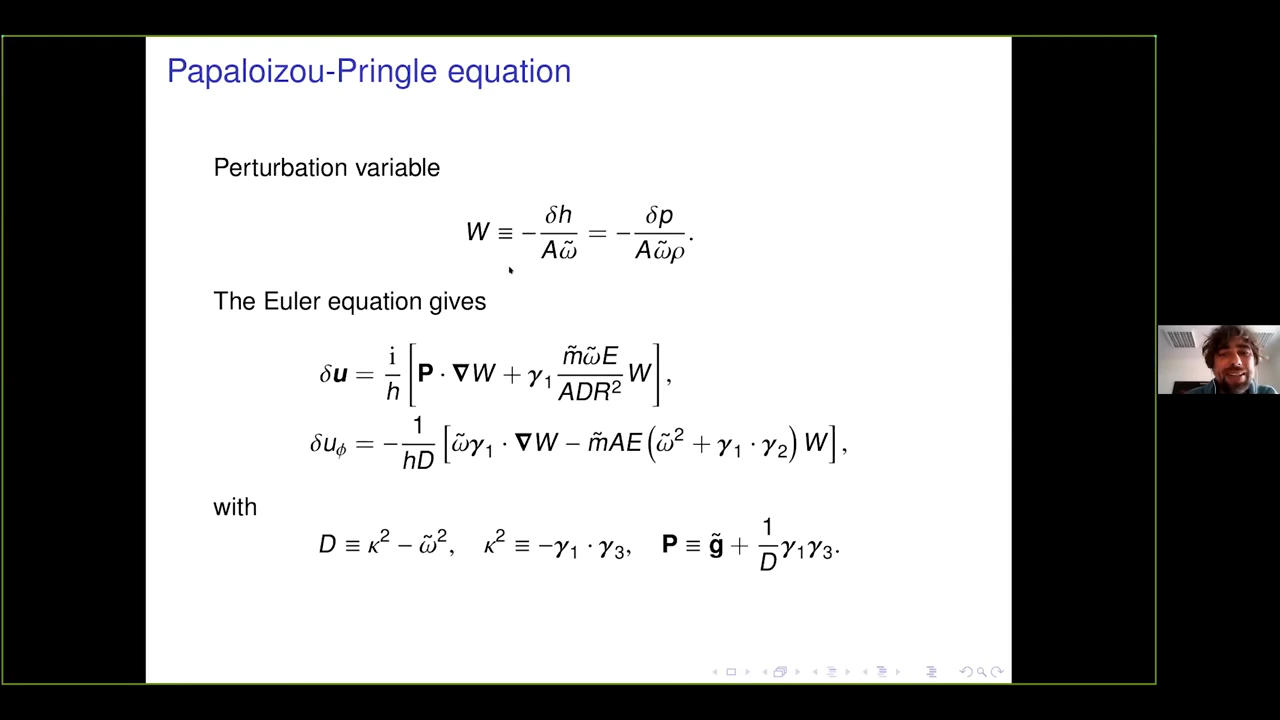 Papaloizou-Pringle equation
Perturbation variable
W ≡ −δh/(Aω̃) = −δp/(Aω̃ρ).
The Euler equation gives
δu = i/h [P · ∇W + γ₁ (m̃ω̃E)/(ADR²) W],
δu_ϕ = −1/(hD) [ω̃γ₁ · ∇W − m̃AE(ω̃² + γ₁ · γ₂) W],
with
D ≡ κ² − ω̃², κ² ≡ −γ₁ · γ₃, P ≡ g̃ + (1/D)γ₁γ₃.